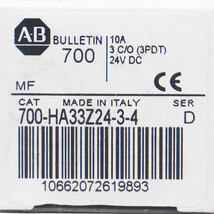 AB
BULLETIN
700
10A
3 C/O (3PDT)
24V DC
MF
CE
CAT MADE IN ITALY SER
700-HA33Z24-3-4 D
10662072619893